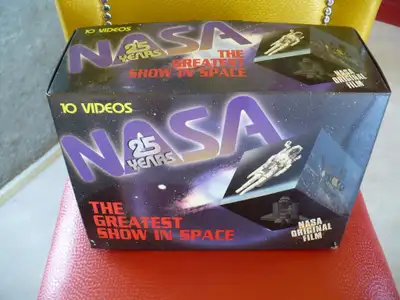 10 VIDEOS
NASA
25
YEARS
THE
GREATEST
SHOW IN SPACE
NASA
ORIGINAL
FILM
10 VIDEOS
NASA
25
YEARS
THE
GREATEST
SHOW IN SPACE
NASA
ORIGINAL
FILM